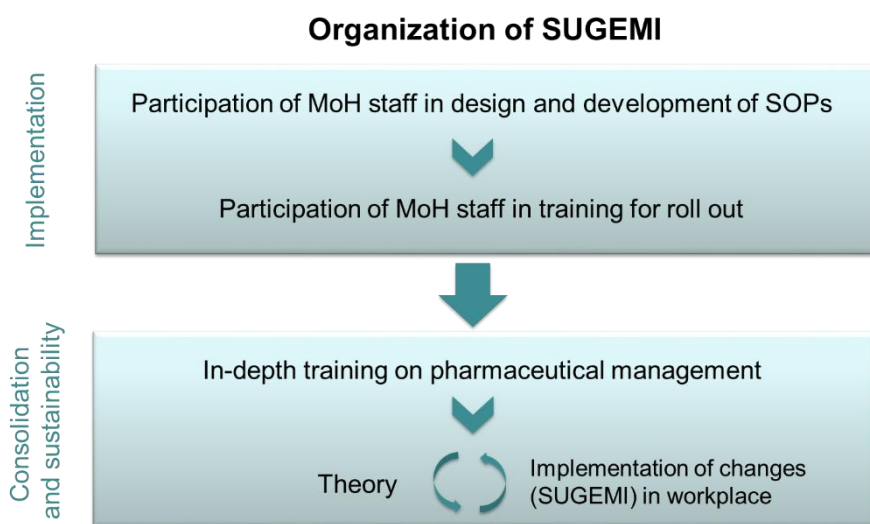 Organization of SUGEMI
Implementation
Participation of MoH staff in design and development of SOPs
Participation of MoH staff in training for roll out
Consolidation
and sustainability
In-depth training on pharmaceutical management
Theory
Implementation of changes
(SUGEMI) in workplace